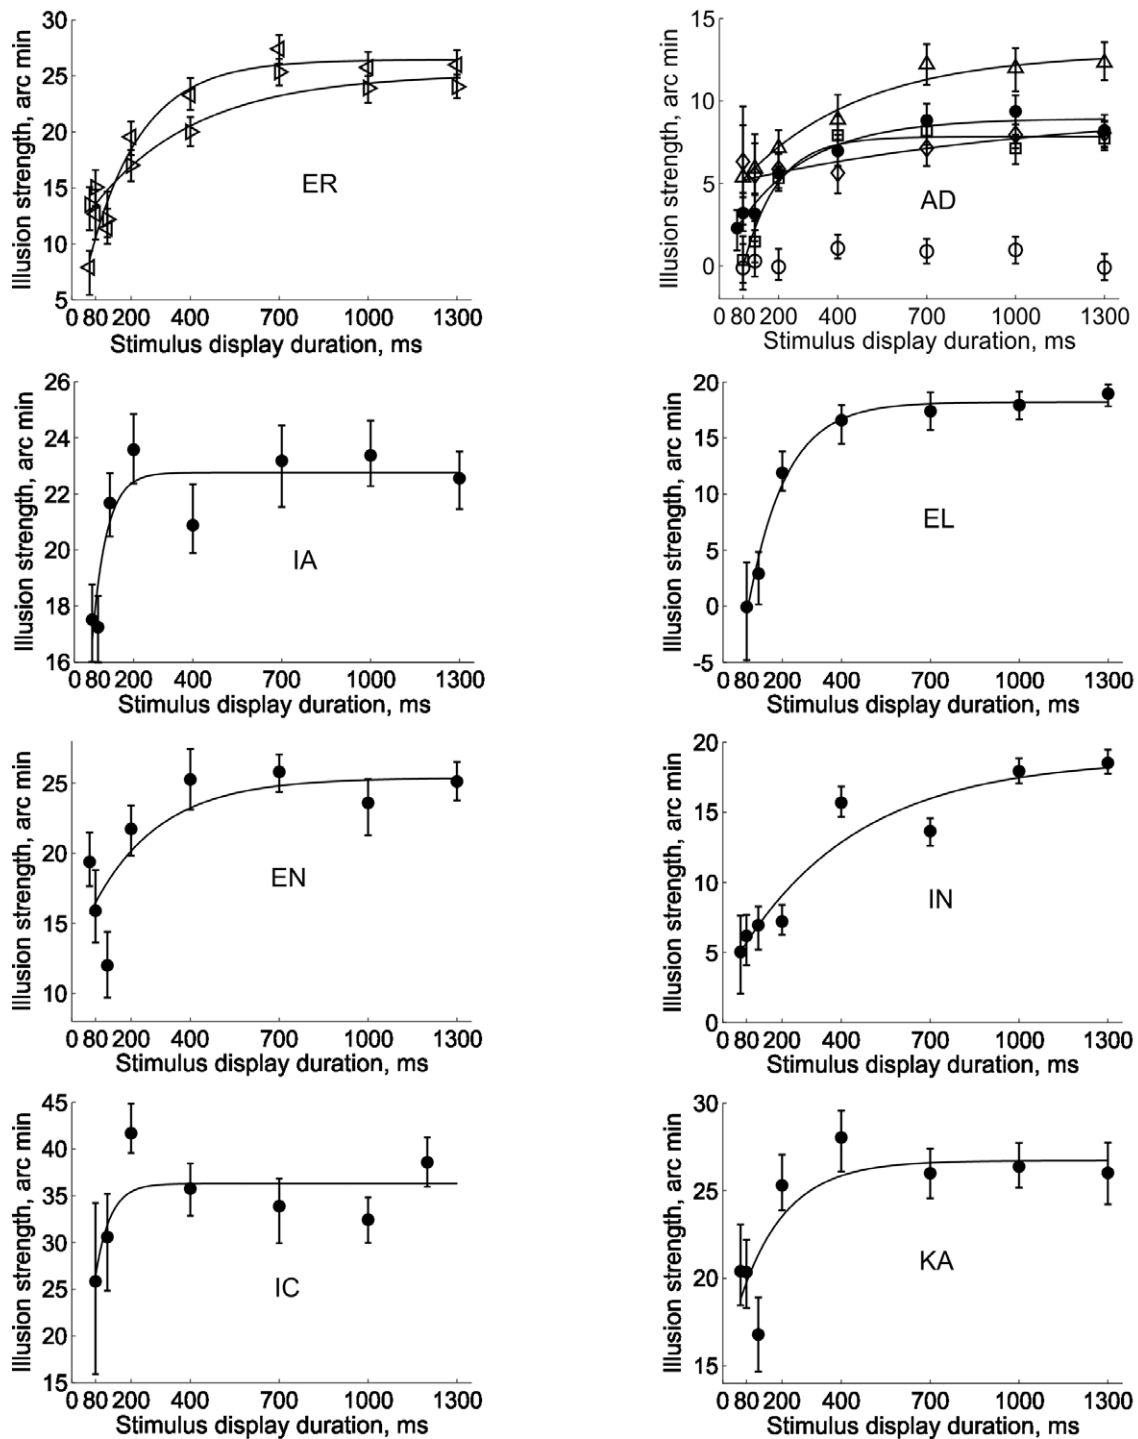 30
25
20
15
10
5
Illusion strength, arc min
ER
0 80 200 400 700 1000 1300
Stimulus display duration, ms
15
10
5
0
Illusion strength, arc min
AD
0 80 200 400 700 1000 1300
Stimulus display duration, ms
26
24
22
20
18
16
Illusion strength, arc min
IA
0 80 200 400 700 1000 1300
Stimulus display duration, ms
20
15
10
5
0
-5
Illusion strength, arc min
EL
0 80 200 400 700 1000 1300
Stimulus display duration, ms
25
20
15
10
Illusion strength, arc min
EN
0 80 200 400 700 1000 1300
Stimulus display duration, ms
20
15
10
5
0
Illusion strength, arc min
IN
0 80 200 400 700 1000 1300
Stimulus display duration, ms
45
40
35
30
25
20
15
Illusion strength, arc min
IC
0 80 200 400 700 1000 1300
Stimulus display duration, ms
30
25
20
15
Illusion strength, arc min
KA
0 80 200 400 700 1000 1300
Stimulus display duration, ms